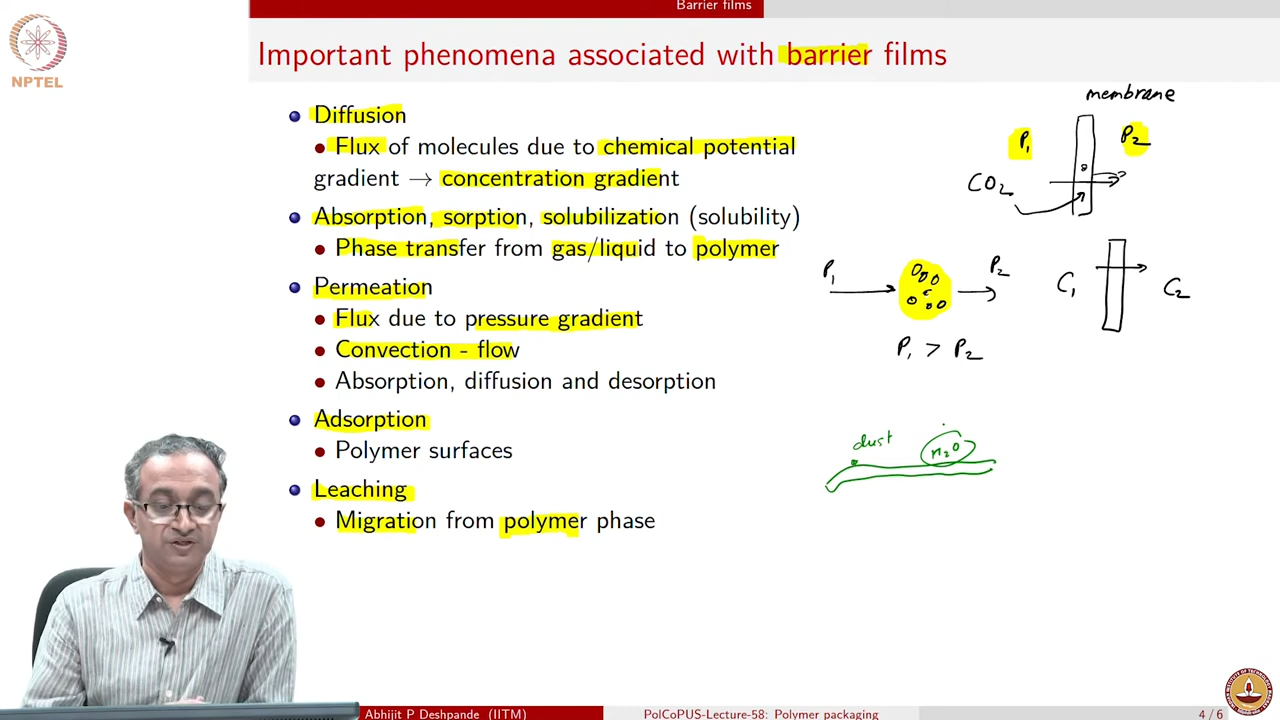 Barrier films
NPTEL
Important phenomena associated with barrier films
Diffusion
Flux of molecules due to chemical potential
gradient → concentration gradient
Absorption, sorption, solubilization (solubility)
Phase transfer from gas/liquid to polymer
Permeation
Flux due to pressure gradient
Convection - flow
Absorption, diffusion and desorption
Adsorption
Polymer surfaces
Leaching
Migration from polymer phase
membrane
P₁ P₂
CO₂
P₁ P₂
C₁ C₂
P₁ > P₂
dust H₂O
Abhijit P Deshpande (IITM) PolCoPUS-Lecture-58: Polymer packaging 4 / 6